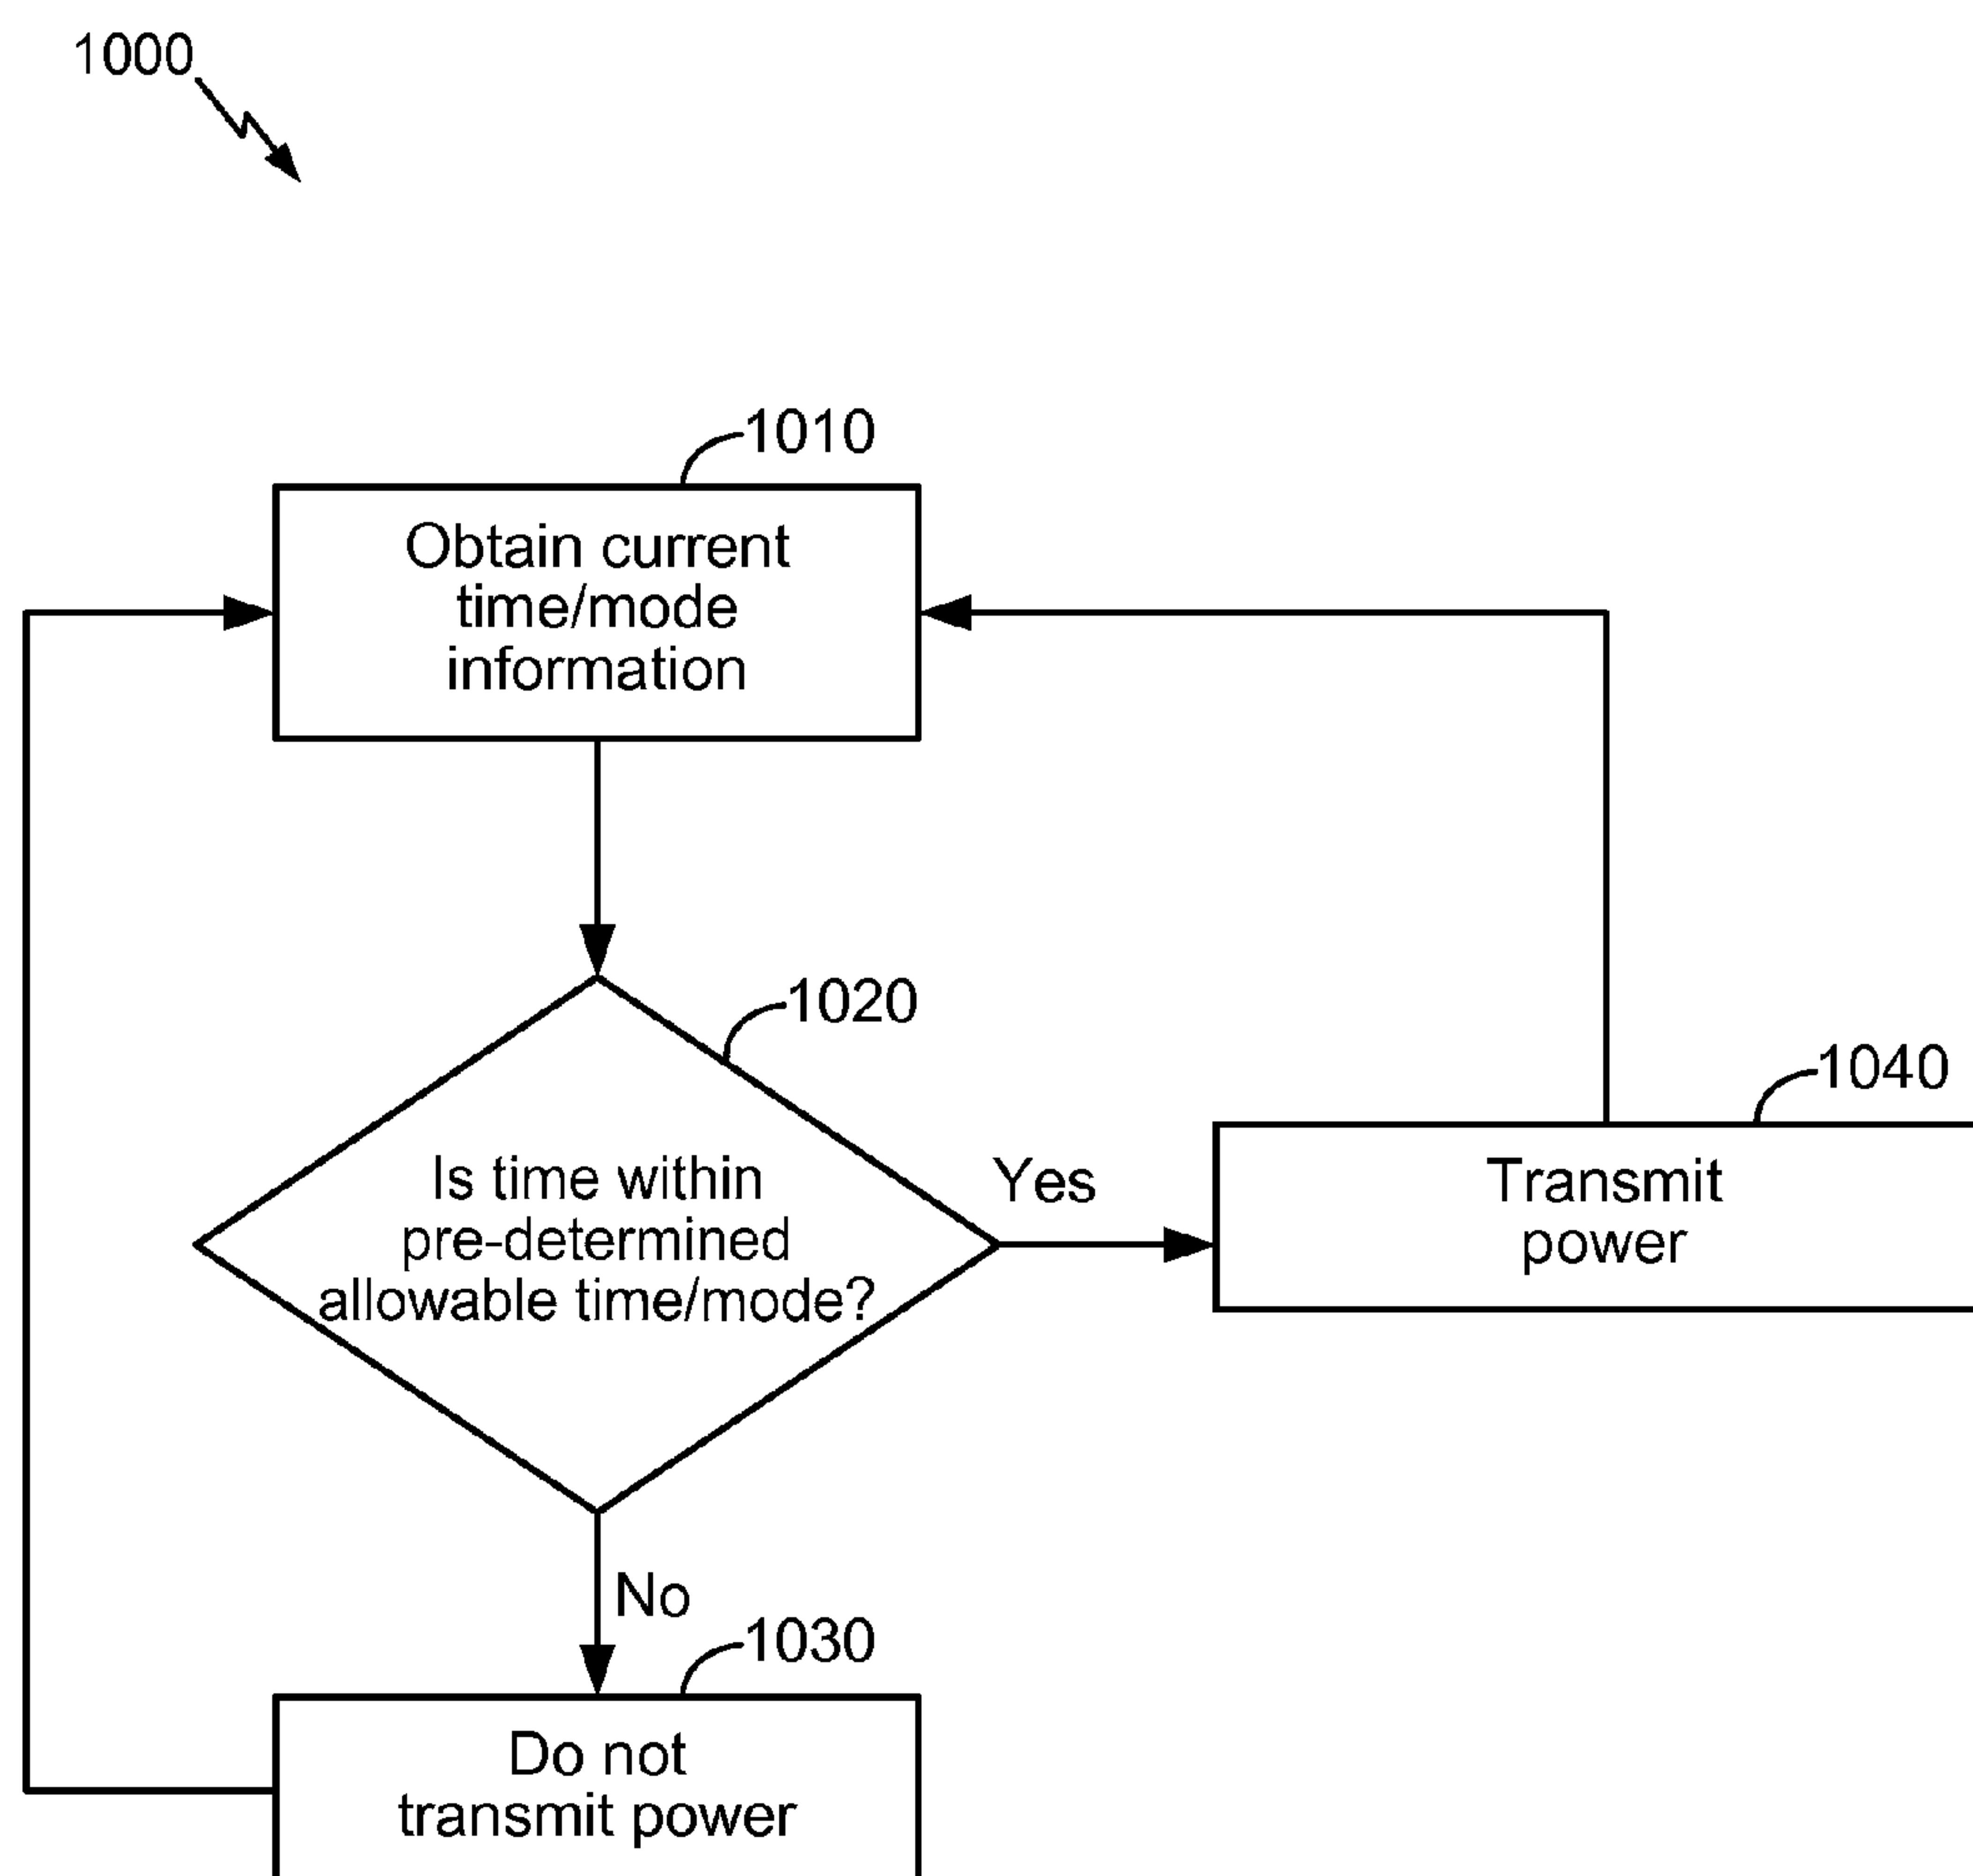 1000
1010
Obtain current
time/mode
information
1020
Is time within
pre-determined
allowable time/mode?
Yes
1040
Transmit
power
No
1030
Do not
transmit power